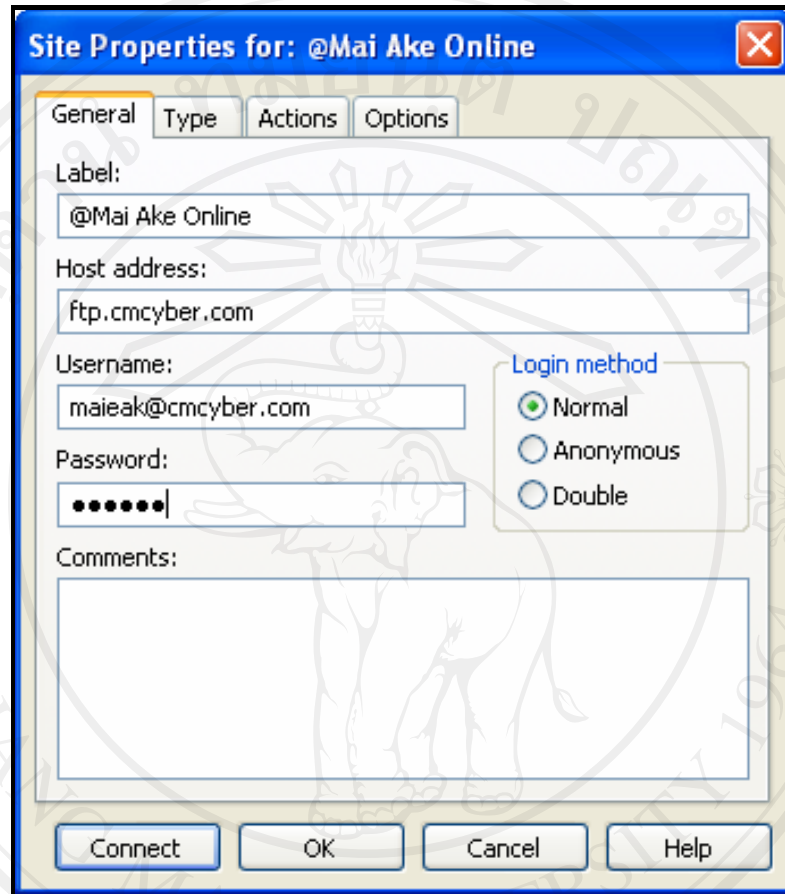 Site Properties for: @Mai Ake Online
General Type Actions Options
Label:
@Mai Ake Online
Host address:
ftp.cmcyber.com
Username:
maieak@cmcyber.com
Login method
Normal
Anonymous
Double
Password:
●●●●●●
Comments:
Connect OK Cancel Help